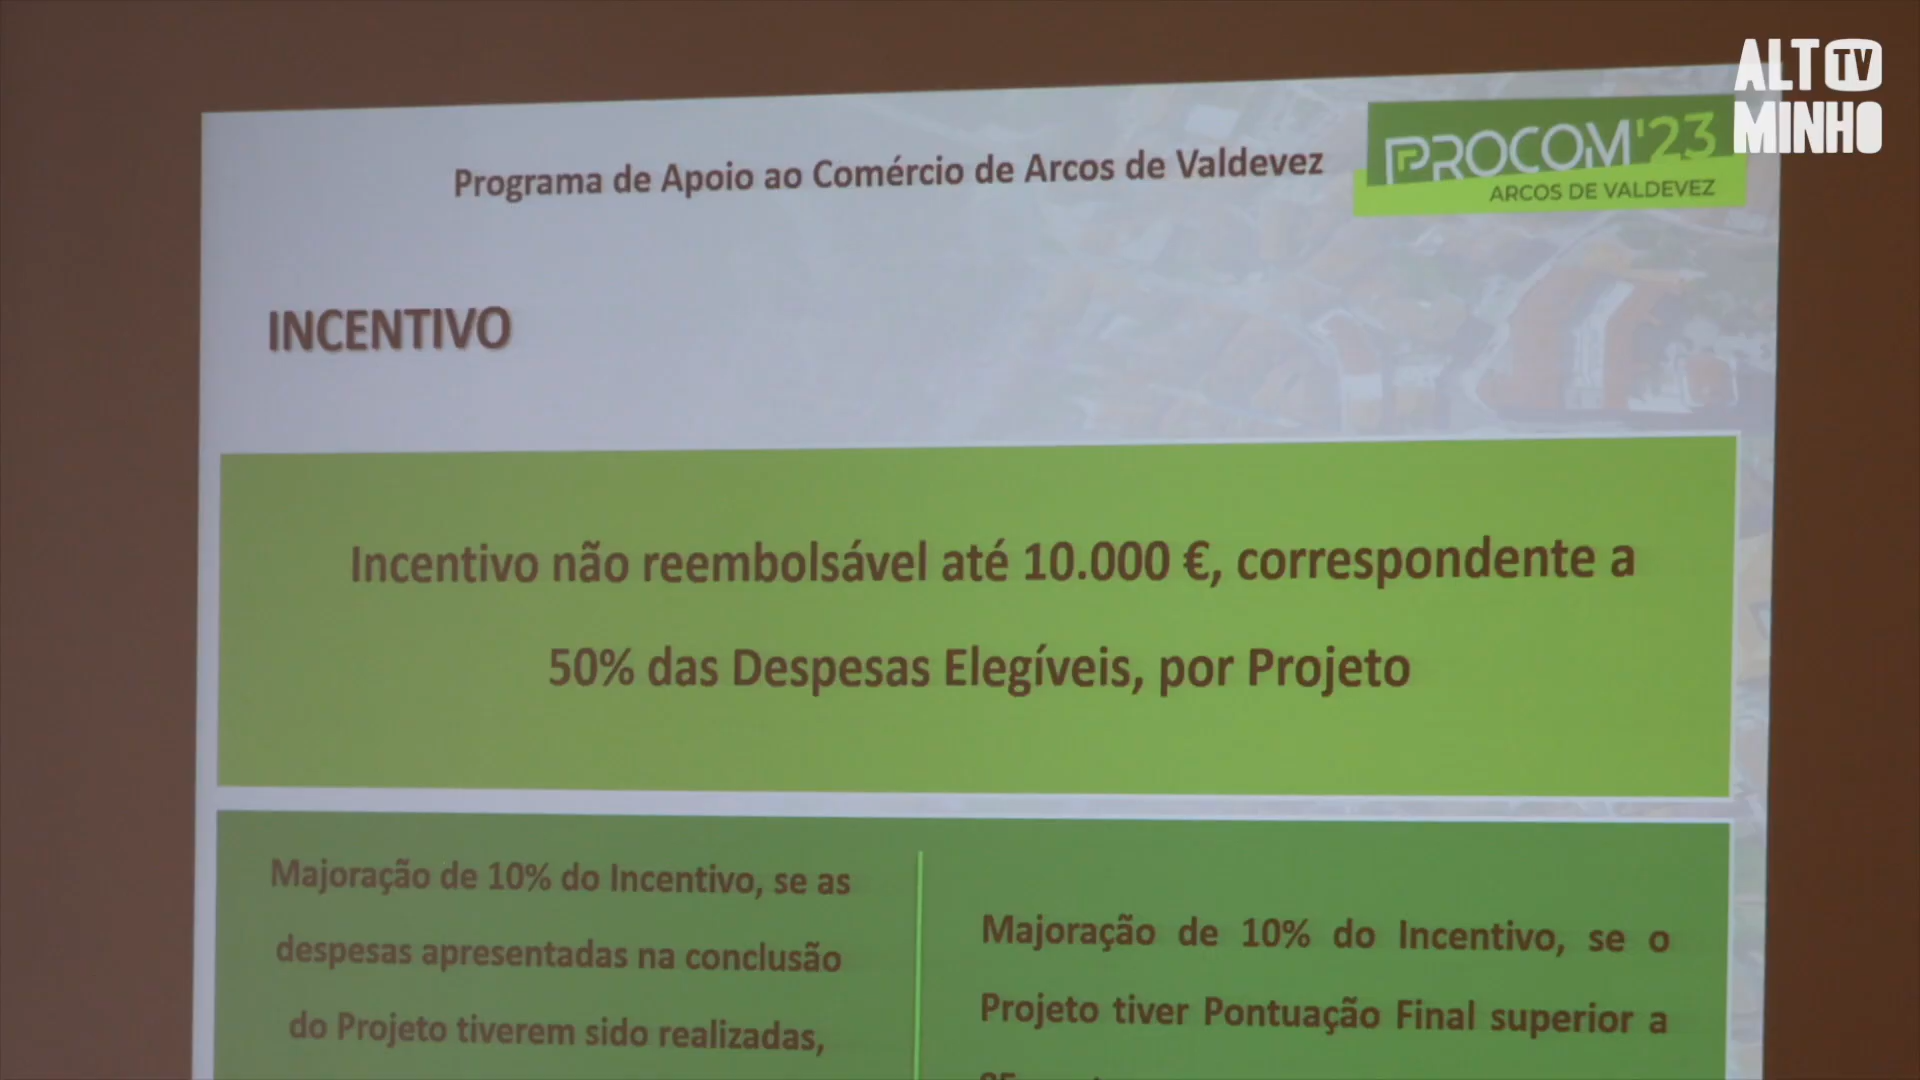 ALTO TV
MINHO
Programa de Apoio ao Comércio de Arcos de Valdevez
PROCOM'23
ARCOS DE VALDEVEZ
INCENTIVO
Incentivo não reembolsável até 10.000 €, correspondente a
50% das Despesas Elegíveis, por Projeto
Majoração de 10% do Incentivo, se as
despesas apresentadas na conclusão
do Projeto tiverem sido realizadas,
Majoração de 10% do Incentivo, se o
Projeto tiver Pontuação Final superior a